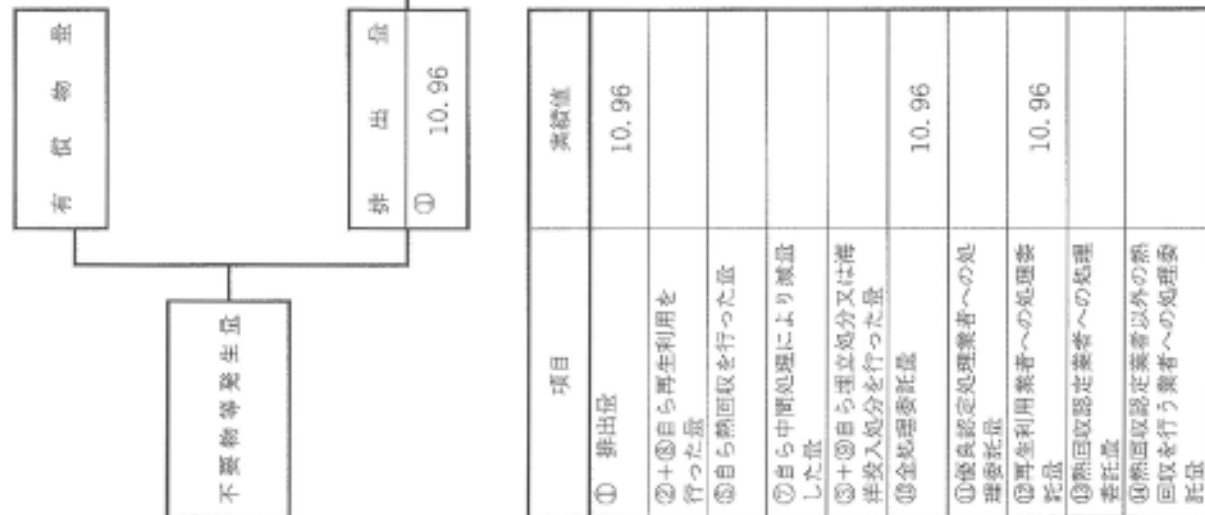 有 償 物 量
不 要 物 等 発 生 量
排 出 量
① 10.96
項目 実績値
① 排出量 10.96
②+⑧自ら再生利用を
行った量
⑤自ら熱回収を行った量
⑦自ら中間処理により減量
した量
③+⑨自ら埋立処分又は海
洋投入処分を行った量
⑩全処理委託量 10.96
⑪優良認定処理業者への処
理委託量
⑫再生利用業者への処理委
託量 10.96
⑬熱回収認定業者への処理
委託量
⑭熱回収認定業者以外の熱
回収を行う業者への処理委
託量